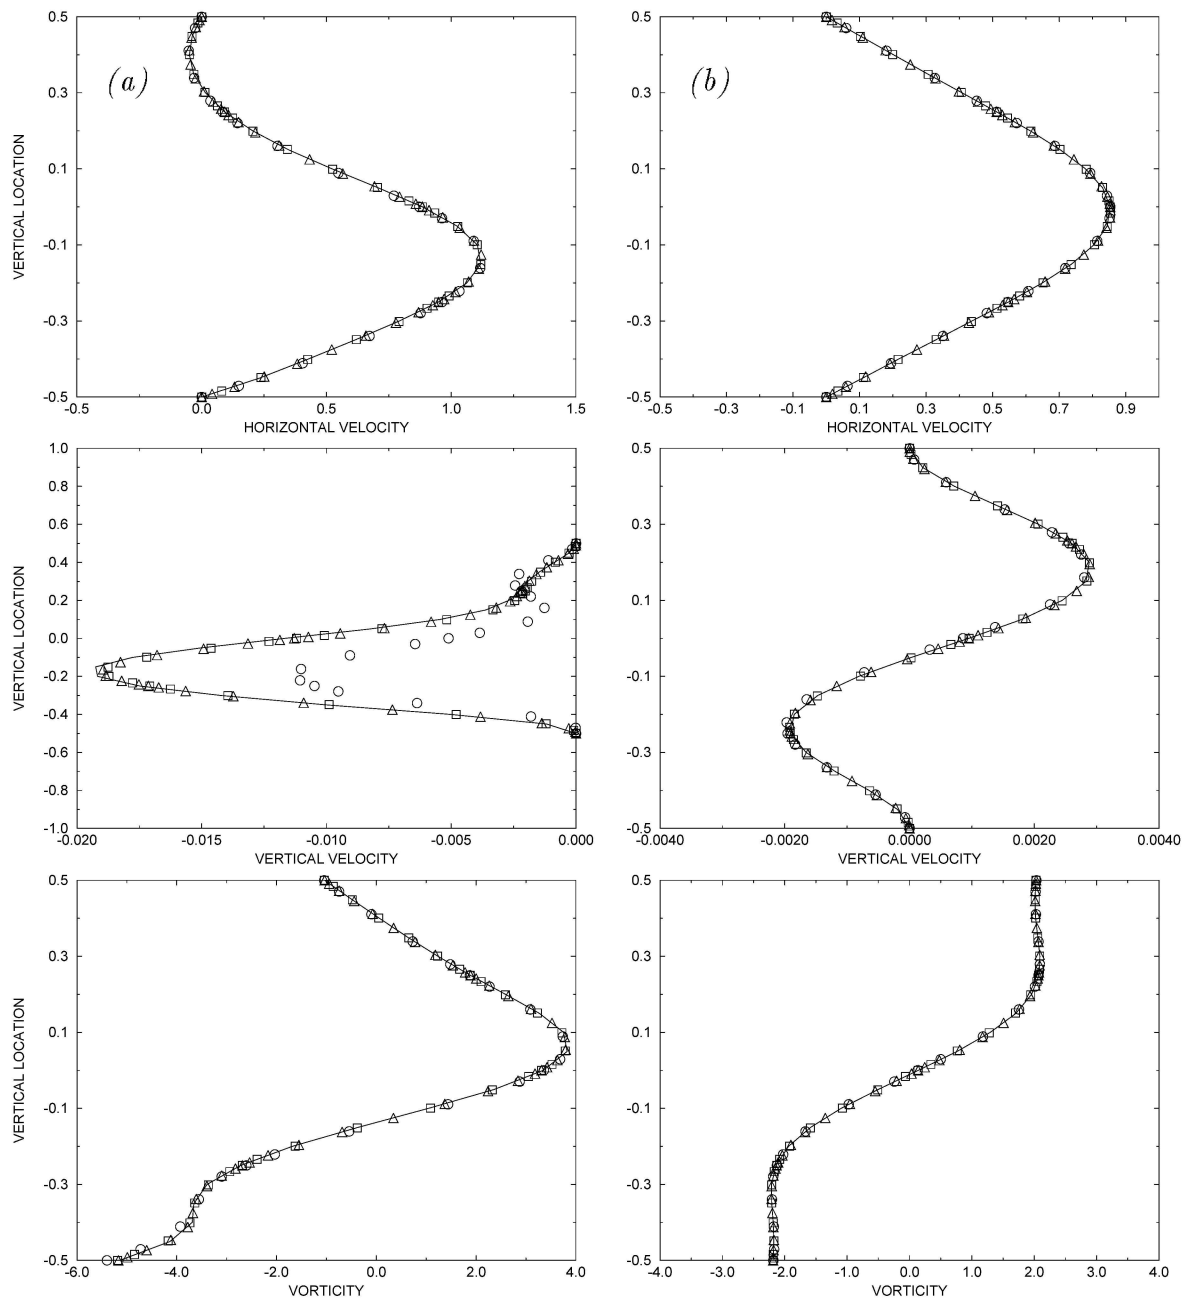 0.5
0.3
0.1
-0.1
-0.3
-0.5
VERTICAL LOCATION
(a)
-0.5 0.0 0.5 1.0 1.5
HORIZONTAL VELOCITY
0.5
0.3
0.1
-0.1
-0.3
-0.5
(b)
-0.5 -0.3 -0.1 0.1 0.3 0.5 0.7 0.9
HORIZONTAL VELOCITY
1.0
0.8
0.6
0.4
0.2
0.0
-0.2
-0.4
-0.6
-0.8
-1.0
VERTICAL LOCATION
-0.020 -0.015 -0.010 -0.005 0.000
VERTICAL VELOCITY
0.5
0.3
0.1
-0.1
-0.3
-0.5
-0.0040 -0.0020 0.0000 0.0020 0.0040
VERTICAL VELOCITY
0.5
0.3
0.1
-0.1
-0.3
-0.5
VERTICAL LOCATION
-6.0 -4.0 -2.0 0.0 2.0 4.0
VORTICITY
0.5
0.3
0.1
-0.1
-0.3
-0.5
-4.0 -3.0 -2.0 -1.0 0.0 1.0 2.0 3.0 4.0
VORTICITY